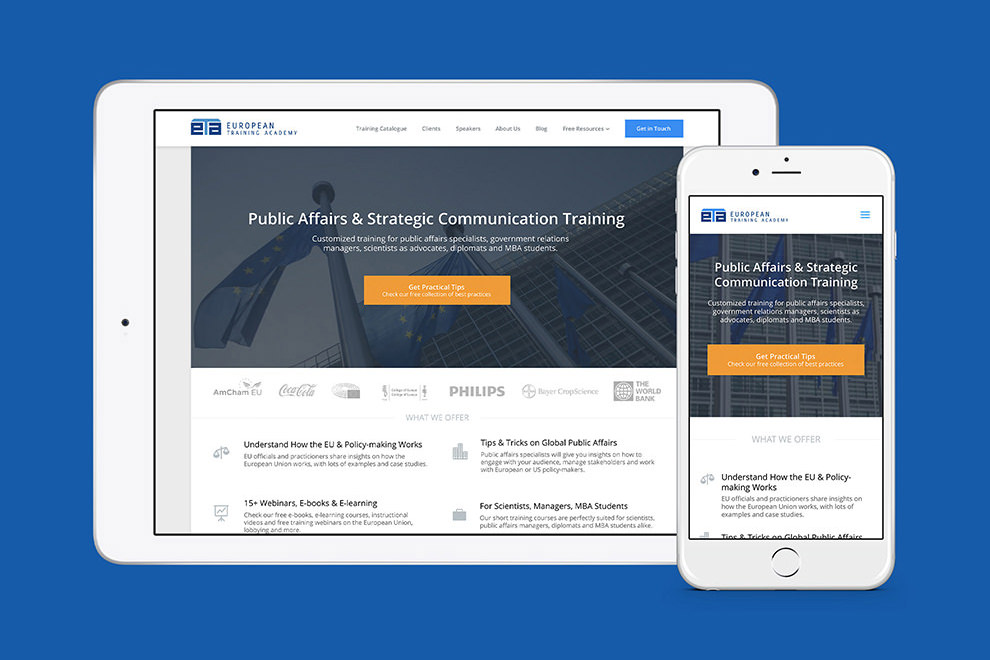 ETA EUROPEAN
TRAINING ACADEMY
Training Catalogue Clients Speakers About Us Blog Free Resources Get in Touch
Public Affairs & Strategic Communication Training
Customized training for public affairs specialists, government relations
managers, scientists as advocates, diplomats and MBA students.
Get Practical Tips
Check our free collection of best practices
AmCham EU Coca-Cola PHILIPS Bayer CropScience THE
WORLD
BANK
WHAT WE OFFER
Understand How the EU & Policy-making Works
EU officials and practitioners share insights on how the
European Union works, with lots of examples and case studies.
Tips & Tricks on Global Public Affairs
Public affairs specialists will give you insights on how to
engage with your audience, manage stakeholders and work
with European or US policy-makers.
15+ Webinars, E-books & E-learning
Check our free e-books, e-learning courses, instructional
videos and free training webinars on the European Union,
lobbying and more.
For Scientists, Managers, MBA Students
Our short training courses are perfectly suited for scientists,
public affairs managers, diplomats and MBA students alike.
ETA EUROPEAN
TRAINING ACADEMY
Public Affairs & Strategic
Communication Training
Customized training for public affairs specialists,
government relations managers, scientists as
advocates, diplomats and MBA students.
Get Practical Tips
Check our free collection of best practices
WHAT WE OFFER
Understand How the EU & Policy-
making Works
EU officials and practitioners share insights on
how the European Union works, with lots of
examples and case studies.
Tips & Tricks on Global Public Affairs